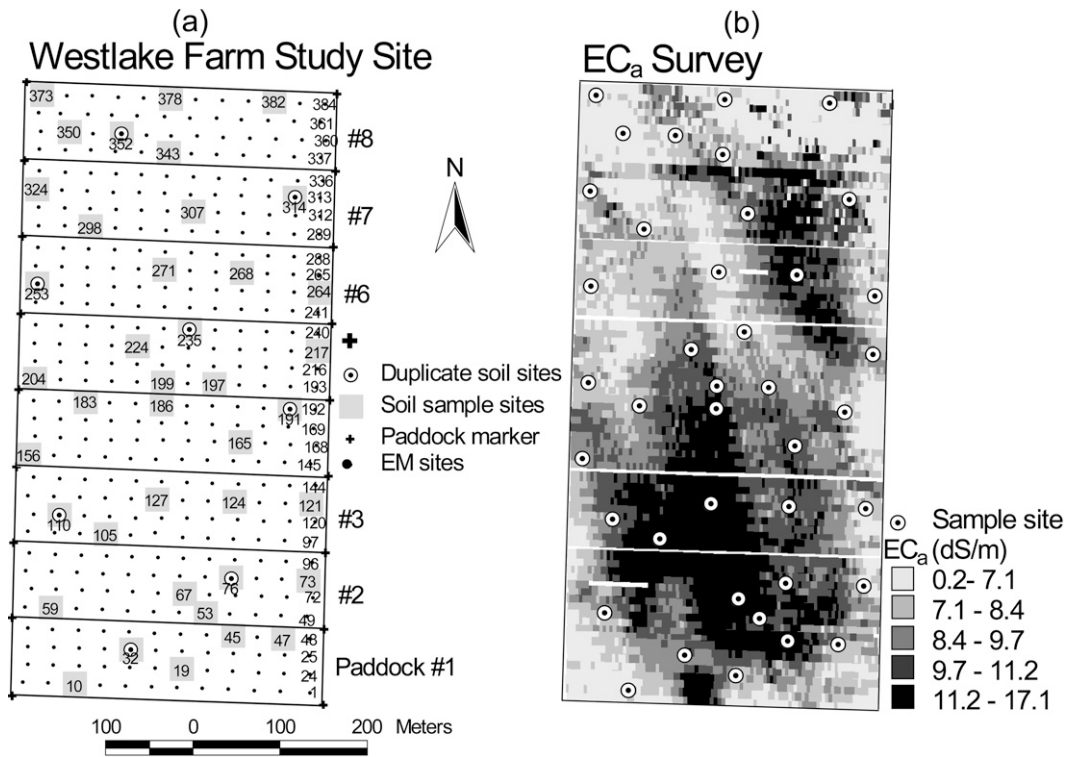 (a)
Westlake Farm Study Site
373 378 382 384
361
350 352 360 #8
343 337
336
324 313
307 314 312 #7
298 289
N
288
271 268 265
253 264 #6
241
235 240
224 217
216
204 199 197 193
183 186 192
191 169
165 168
156 145
144
127 124 121
110 120 #3
105 97
96
76 73
67 72 #2
59 53 49
45 47 48
32 25
19 24 Paddock #1
10 1
Duplicate soil sites
Soil sample sites
Paddock marker
EM sites
100 0 100 200 Meters
(b)
ECa Survey
Sample site
ECa (dS/m)
0.2- 7.1
7.1 - 8.4
8.4 - 9.7
9.7 - 11.2
11.2 - 17.1